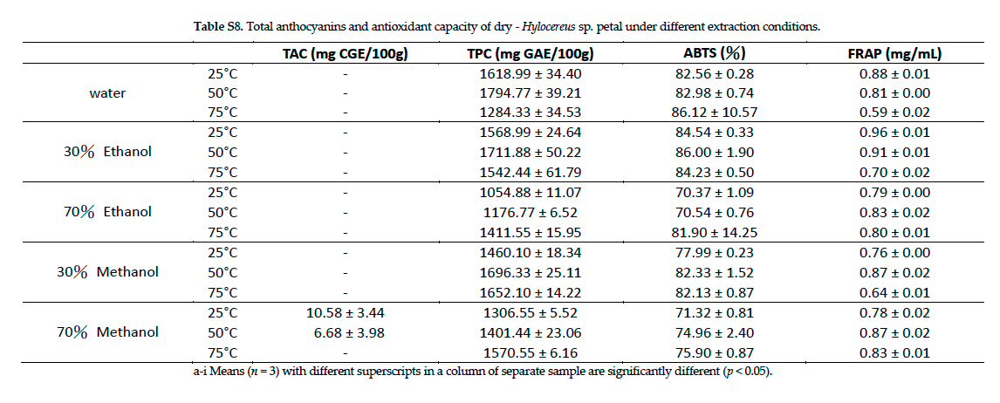 Table S8. Total anthocyanins and antioxidant capacity of dry - Hylocereus sp. petal under different extraction conditions.
TAC (mg CGE/100g) TPC (mg GAE/100g) ABTS (%) FRAP (mg/mL)
water
25°C - 1618.99 ± 34.40 82.56 ± 0.28 0.88 ± 0.01
50°C - 1794.77 ± 39.21 82.98 ± 0.74 0.81 ± 0.00
75°C - 1284.33 ± 34.53 86.12 ± 10.57 0.59 ± 0.02
30% Ethanol
25°C - 1568.99 ± 24.64 84.54 ± 0.33 0.96 ± 0.01
50°C - 1711.88 ± 50.22 86.00 ± 1.90 0.91 ± 0.01
75°C - 1542.44 ± 61.79 84.23 ± 0.50 0.70 ± 0.02
70% Ethanol
25°C - 1054.88 ± 11.07 70.37 ± 1.09 0.79 ± 0.00
50°C - 1176.77 ± 6.52 70.54 ± 0.76 0.83 ± 0.02
75°C - 1411.55 ± 15.95 81.90 ± 14.25 0.80 ± 0.01
30% Methanol
25°C - 1460.10 ± 18.34 77.99 ± 0.23 0.76 ± 0.00
50°C - 1696.33 ± 25.11 82.33 ± 1.52 0.87 ± 0.02
75°C - 1652.10 ± 14.22 82.13 ± 0.87 0.64 ± 0.01
70% Methanol
25°C 10.58 ± 3.44 1306.55 ± 5.52 71.32 ± 0.81 0.78 ± 0.02
50°C 6.68 ± 3.98 1401.44 ± 23.06 74.96 ± 2.40 0.87 ± 0.02
75°C - 1570.55 ± 6.16 75.90 ± 0.87 0.83 ± 0.01
a-i Means (n = 3) with different superscripts in a column of separate sample are significantly different (p < 0.05).